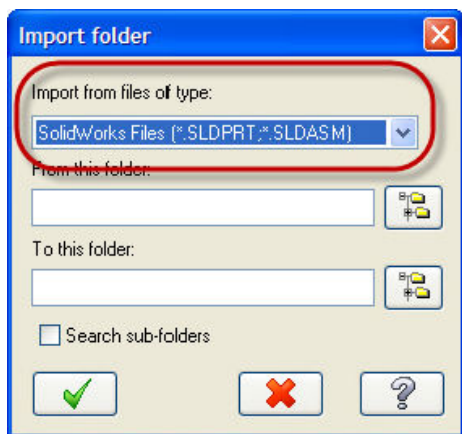 Import folder
Import from files of type:
SolidWorks Files (*.SLDPRT;*.SLDASM)
From this folder:
To this folder:
Search sub-folders